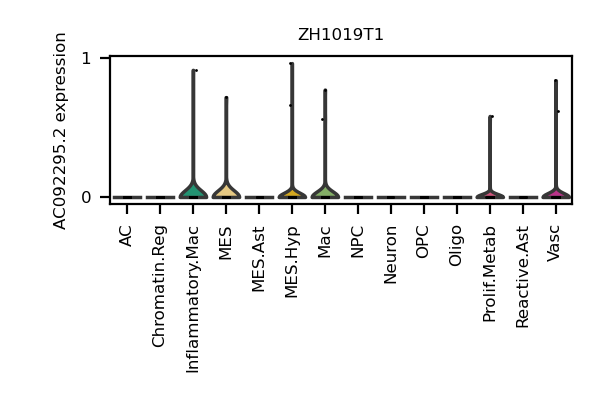 ZH1019T1
AC092295.2 expression
1
0
AC
Chromatin.Reg
Inflammatory.Mac
MES
MES.Ast
MES.Hyp
Mac
NPC
Neuron
OPC
Oligo
Prolif.Metab
Reactive.Ast
Vasc